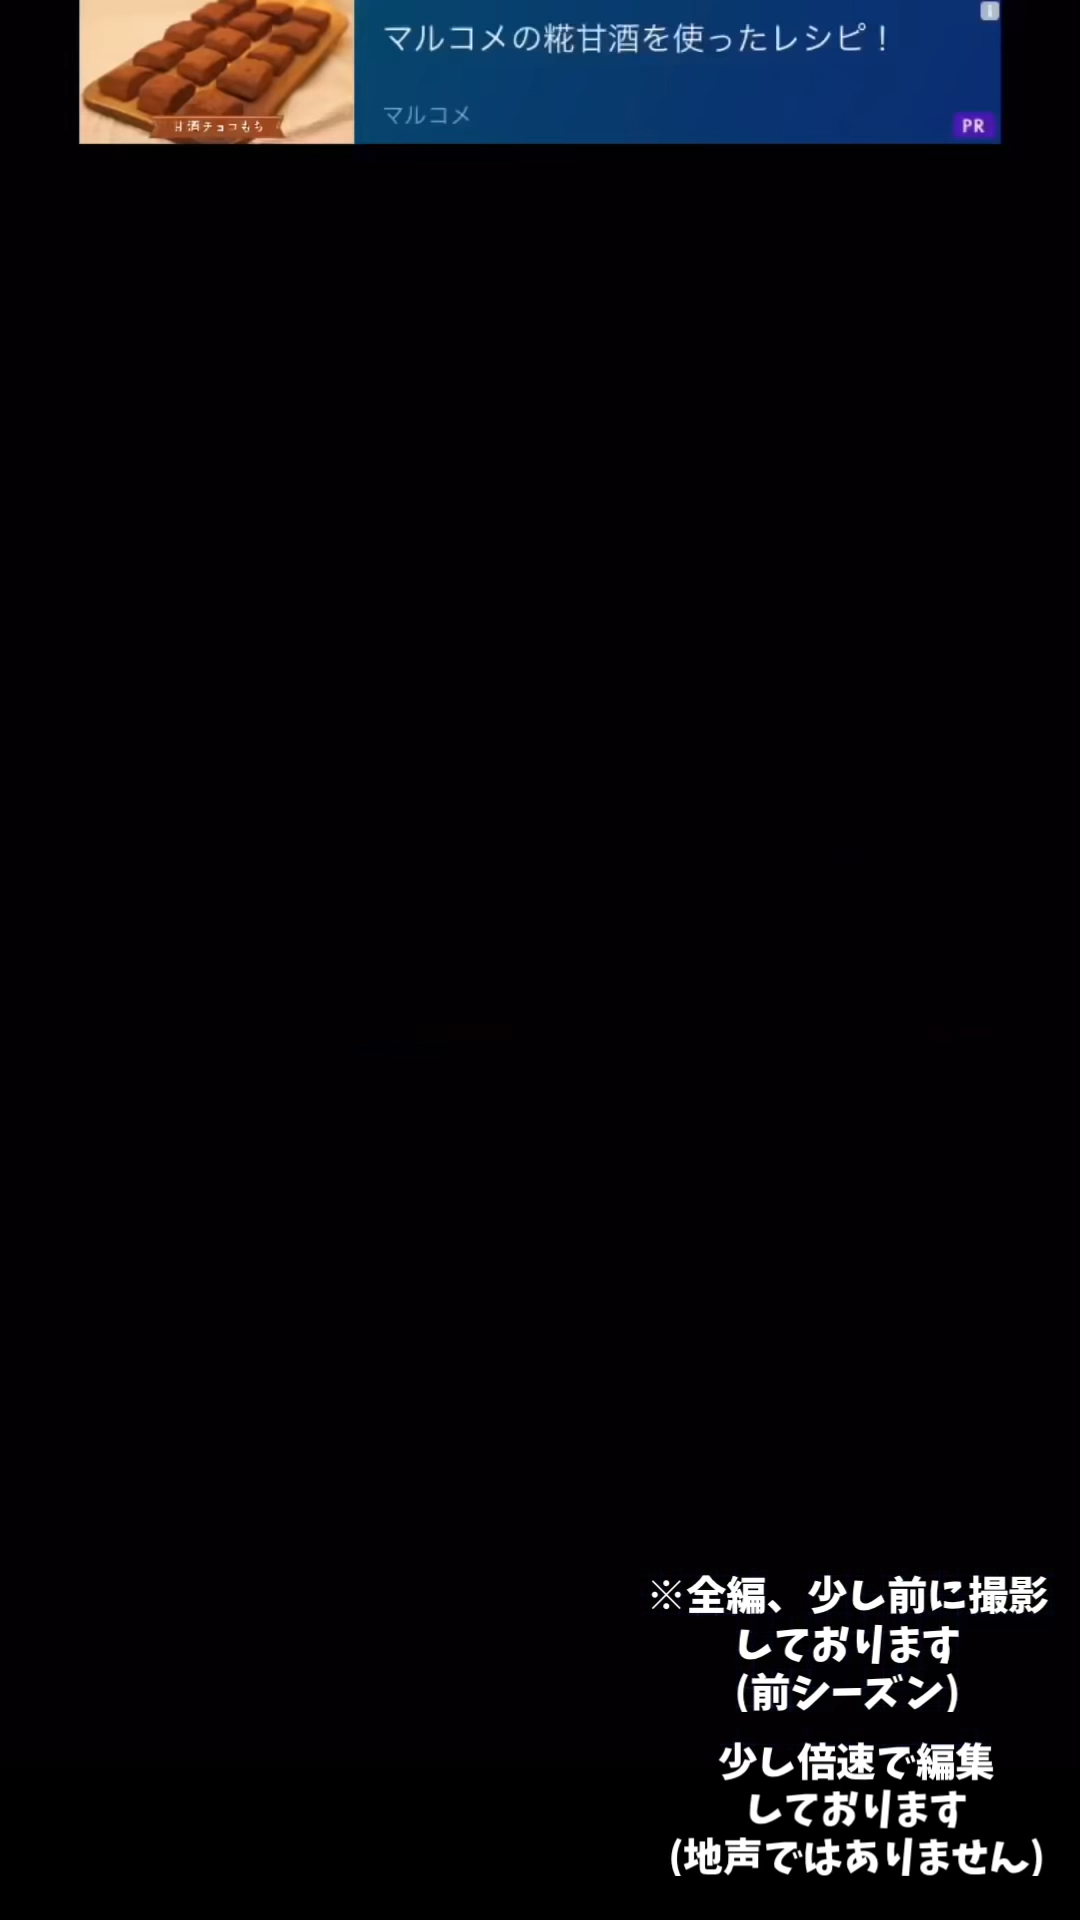 マルコメの糀甘酒を使ったレシピ！
甘酒チョコもち
マルコメ
PR
※全編、少し前に撮影
しております
(前シーズン)
少し倍速で編集
しております
(地声ではありません)